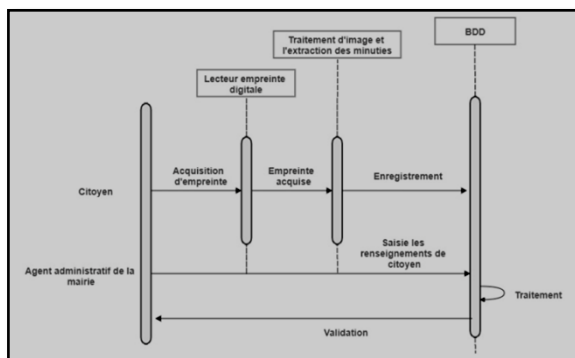 BDD
Traitement d'image et
l'extraction des minuties
Lecteur empreinte
digitale
Acquisition
d'empreinte
Empreinte
acquise
Enregistrement
Citoyen
Saisie les
renseignements de
citoyen
Agent administratif de la
mairie
Traitement
Validation